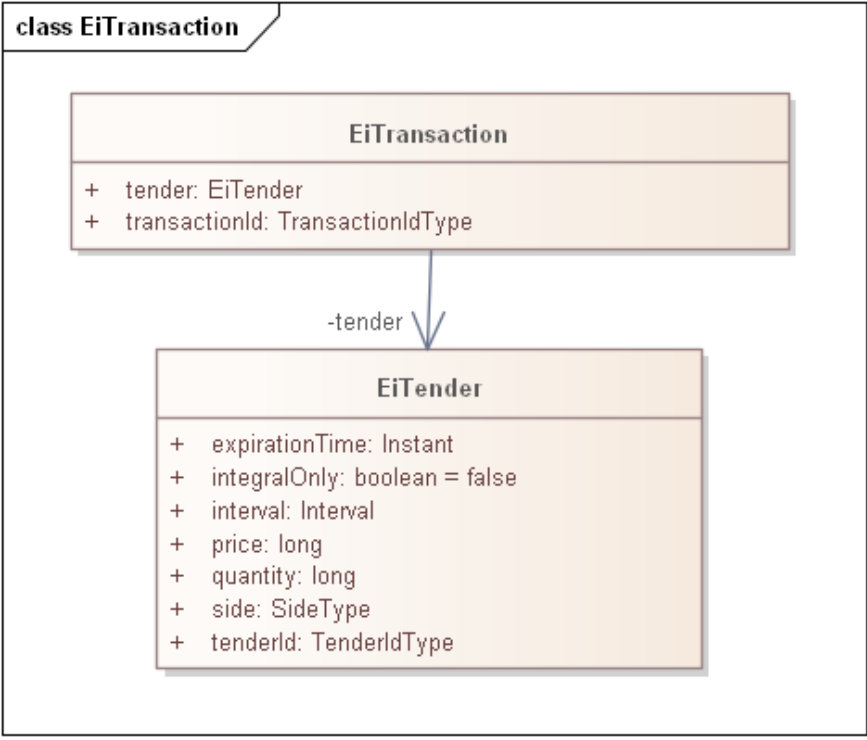 class EiTransaction
EiTransaction
+ tender: EiTender
+ transactionId: TransactionIdType
-tender
EiTender
+ expirationTime: Instant
+ integralOnly: boolean = false
+ interval: Interval
+ price: long
+ quantity: long
+ side: SideType
+ tenderId: TenderIdType